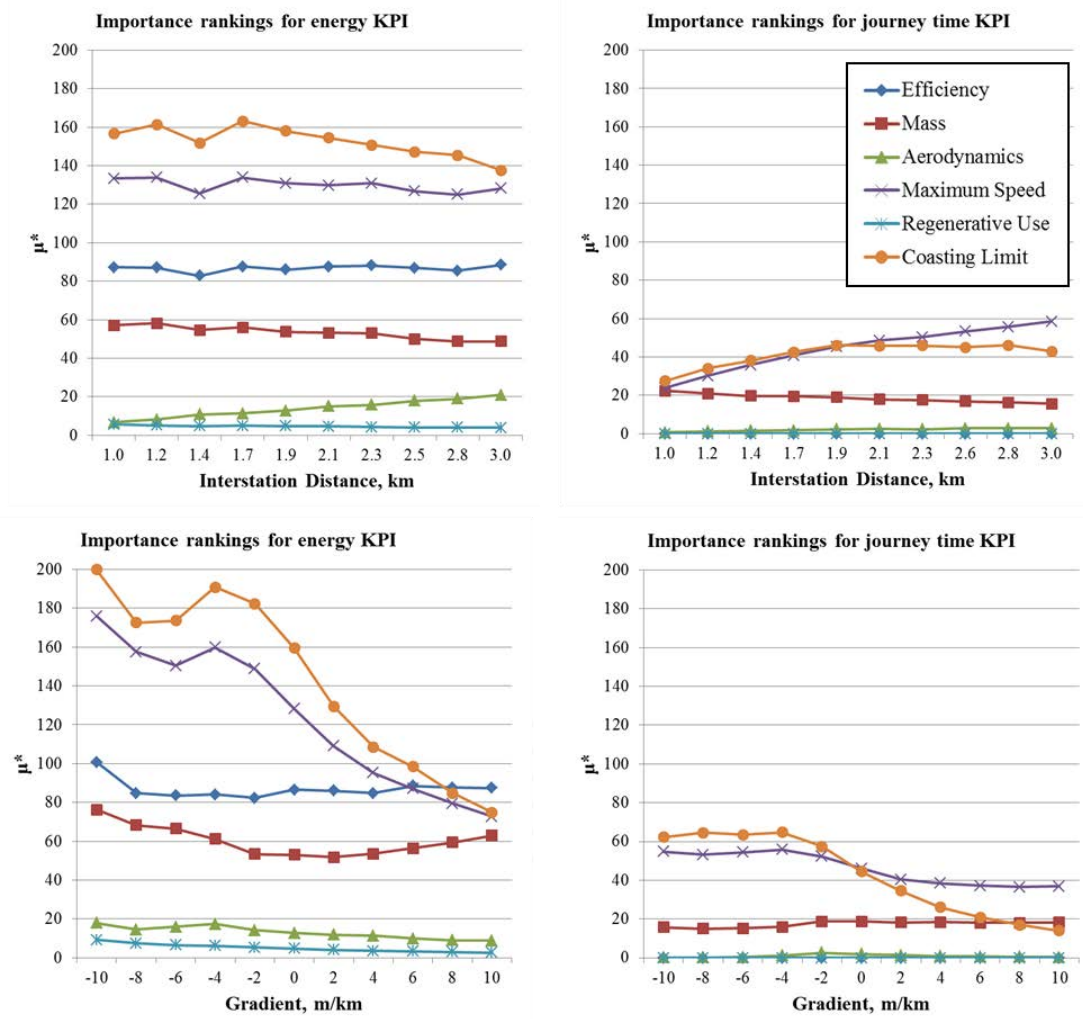 Importance rankings for energy KPI
200
180
160
140
120
100
80
60
40
20
0
μ*
1.0 1.2 1.4 1.7 1.9 2.1 2.3 2.5 2.8 3.0
Interstation Distance, km
Importance rankings for journey time KPI
200
180
160
140
120
100
80
60
40
20
0
μ*
Efficiency
Mass
Aerodynamics
Maximum Speed
Regenerative Use
Coasting Limit
1.0 1.2 1.4 1.7 1.9 2.1 2.3 2.6 2.8 3.0
Interstation Distance, km
Importance rankings for energy KPI
200
180
160
140
120
100
80
60
40
20
0
μ*
-10 -8 -6 -4 -2 0 2 4 6 8 10
Gradient, m/km
Importance rankings for journey time KPI
200
180
160
140
120
100
80
60
40
20
0
μ*
-10 -8 -6 -4 -2 0 2 4 6 8 10
Gradient, m/km